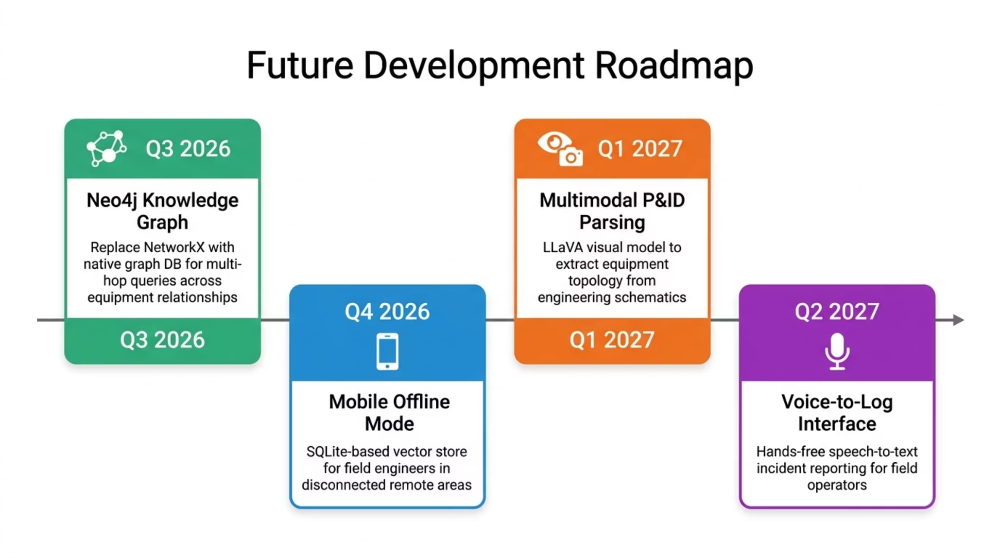 Future Development Roadmap
Q3 2026
Neo4j Knowledge
Graph
Replace NetworkX with
native graph DB for multi-
hop queries across
equipment relationships
Q3 2026
Q4 2026
Mobile Offline
Mode
SQLite-based vector store
for field engineers in
disconnected remote areas
Q1 2027
Multimodal P&ID
Parsing
LLaVA visual model to
extract equipment
topology from
engineering schematics
Q1 2027
Q2 2027
Voice-to-Log
Interface
Hands-free speech-to-text
incident reporting for field
operators